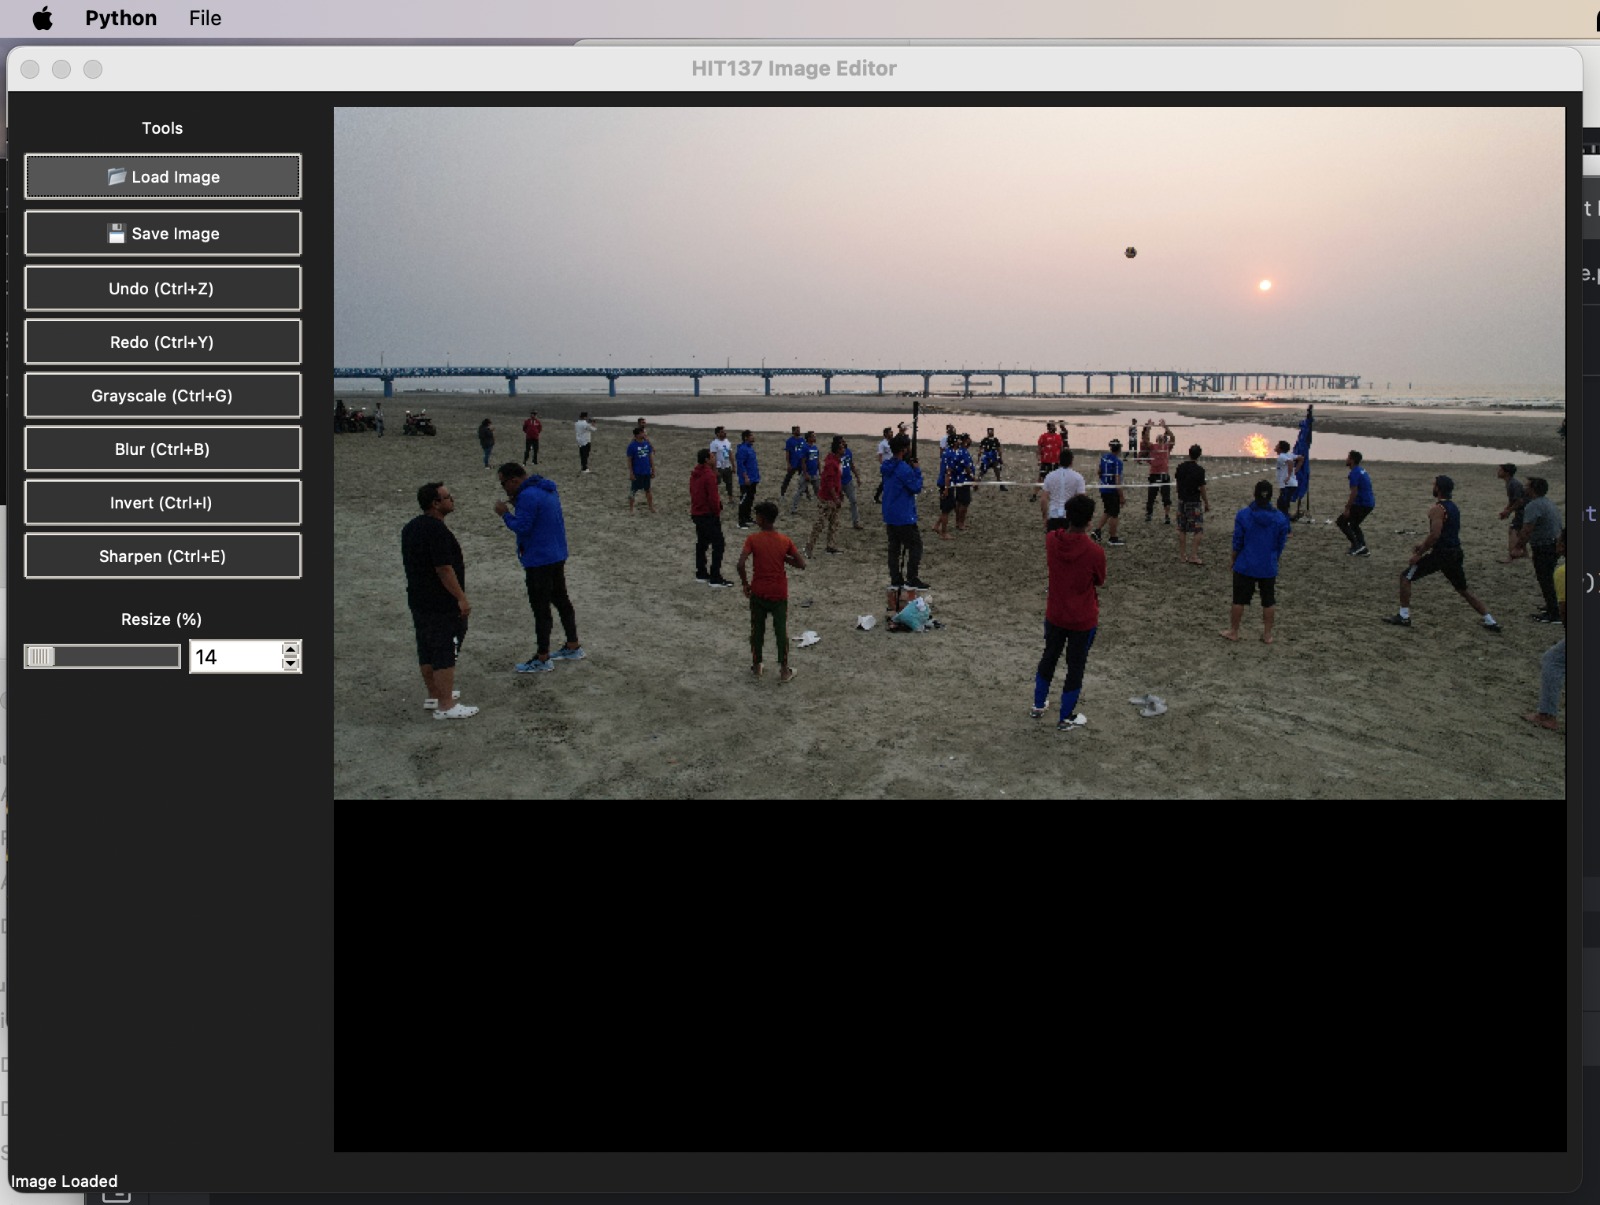 Python File
HIT137 Image Editor
Tools
Load Image
Save Image
Undo (Ctrl+Z)
Redo (Ctrl+Y)
Grayscale (Ctrl+G)
Blur (Ctrl+B)
Invert (Ctrl+I)
Sharpen (Ctrl+E)
Resize (%)
14
Image Loaded